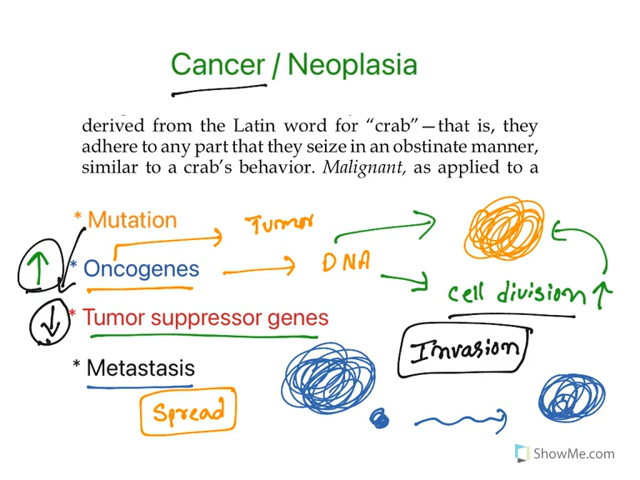 Cancer / Neoplasia
derived from the Latin word for “crab”—that is, they
adhere to any part that they seize in an obstinate manner,
similar to a crab’s behavior. Malignant, as applied to a
* Mutation
Tumor
* Oncogenes
DNA
cell division ↑
* Tumor suppressor genes
Invasion
* Metastasis
Spread
ShowMe.com